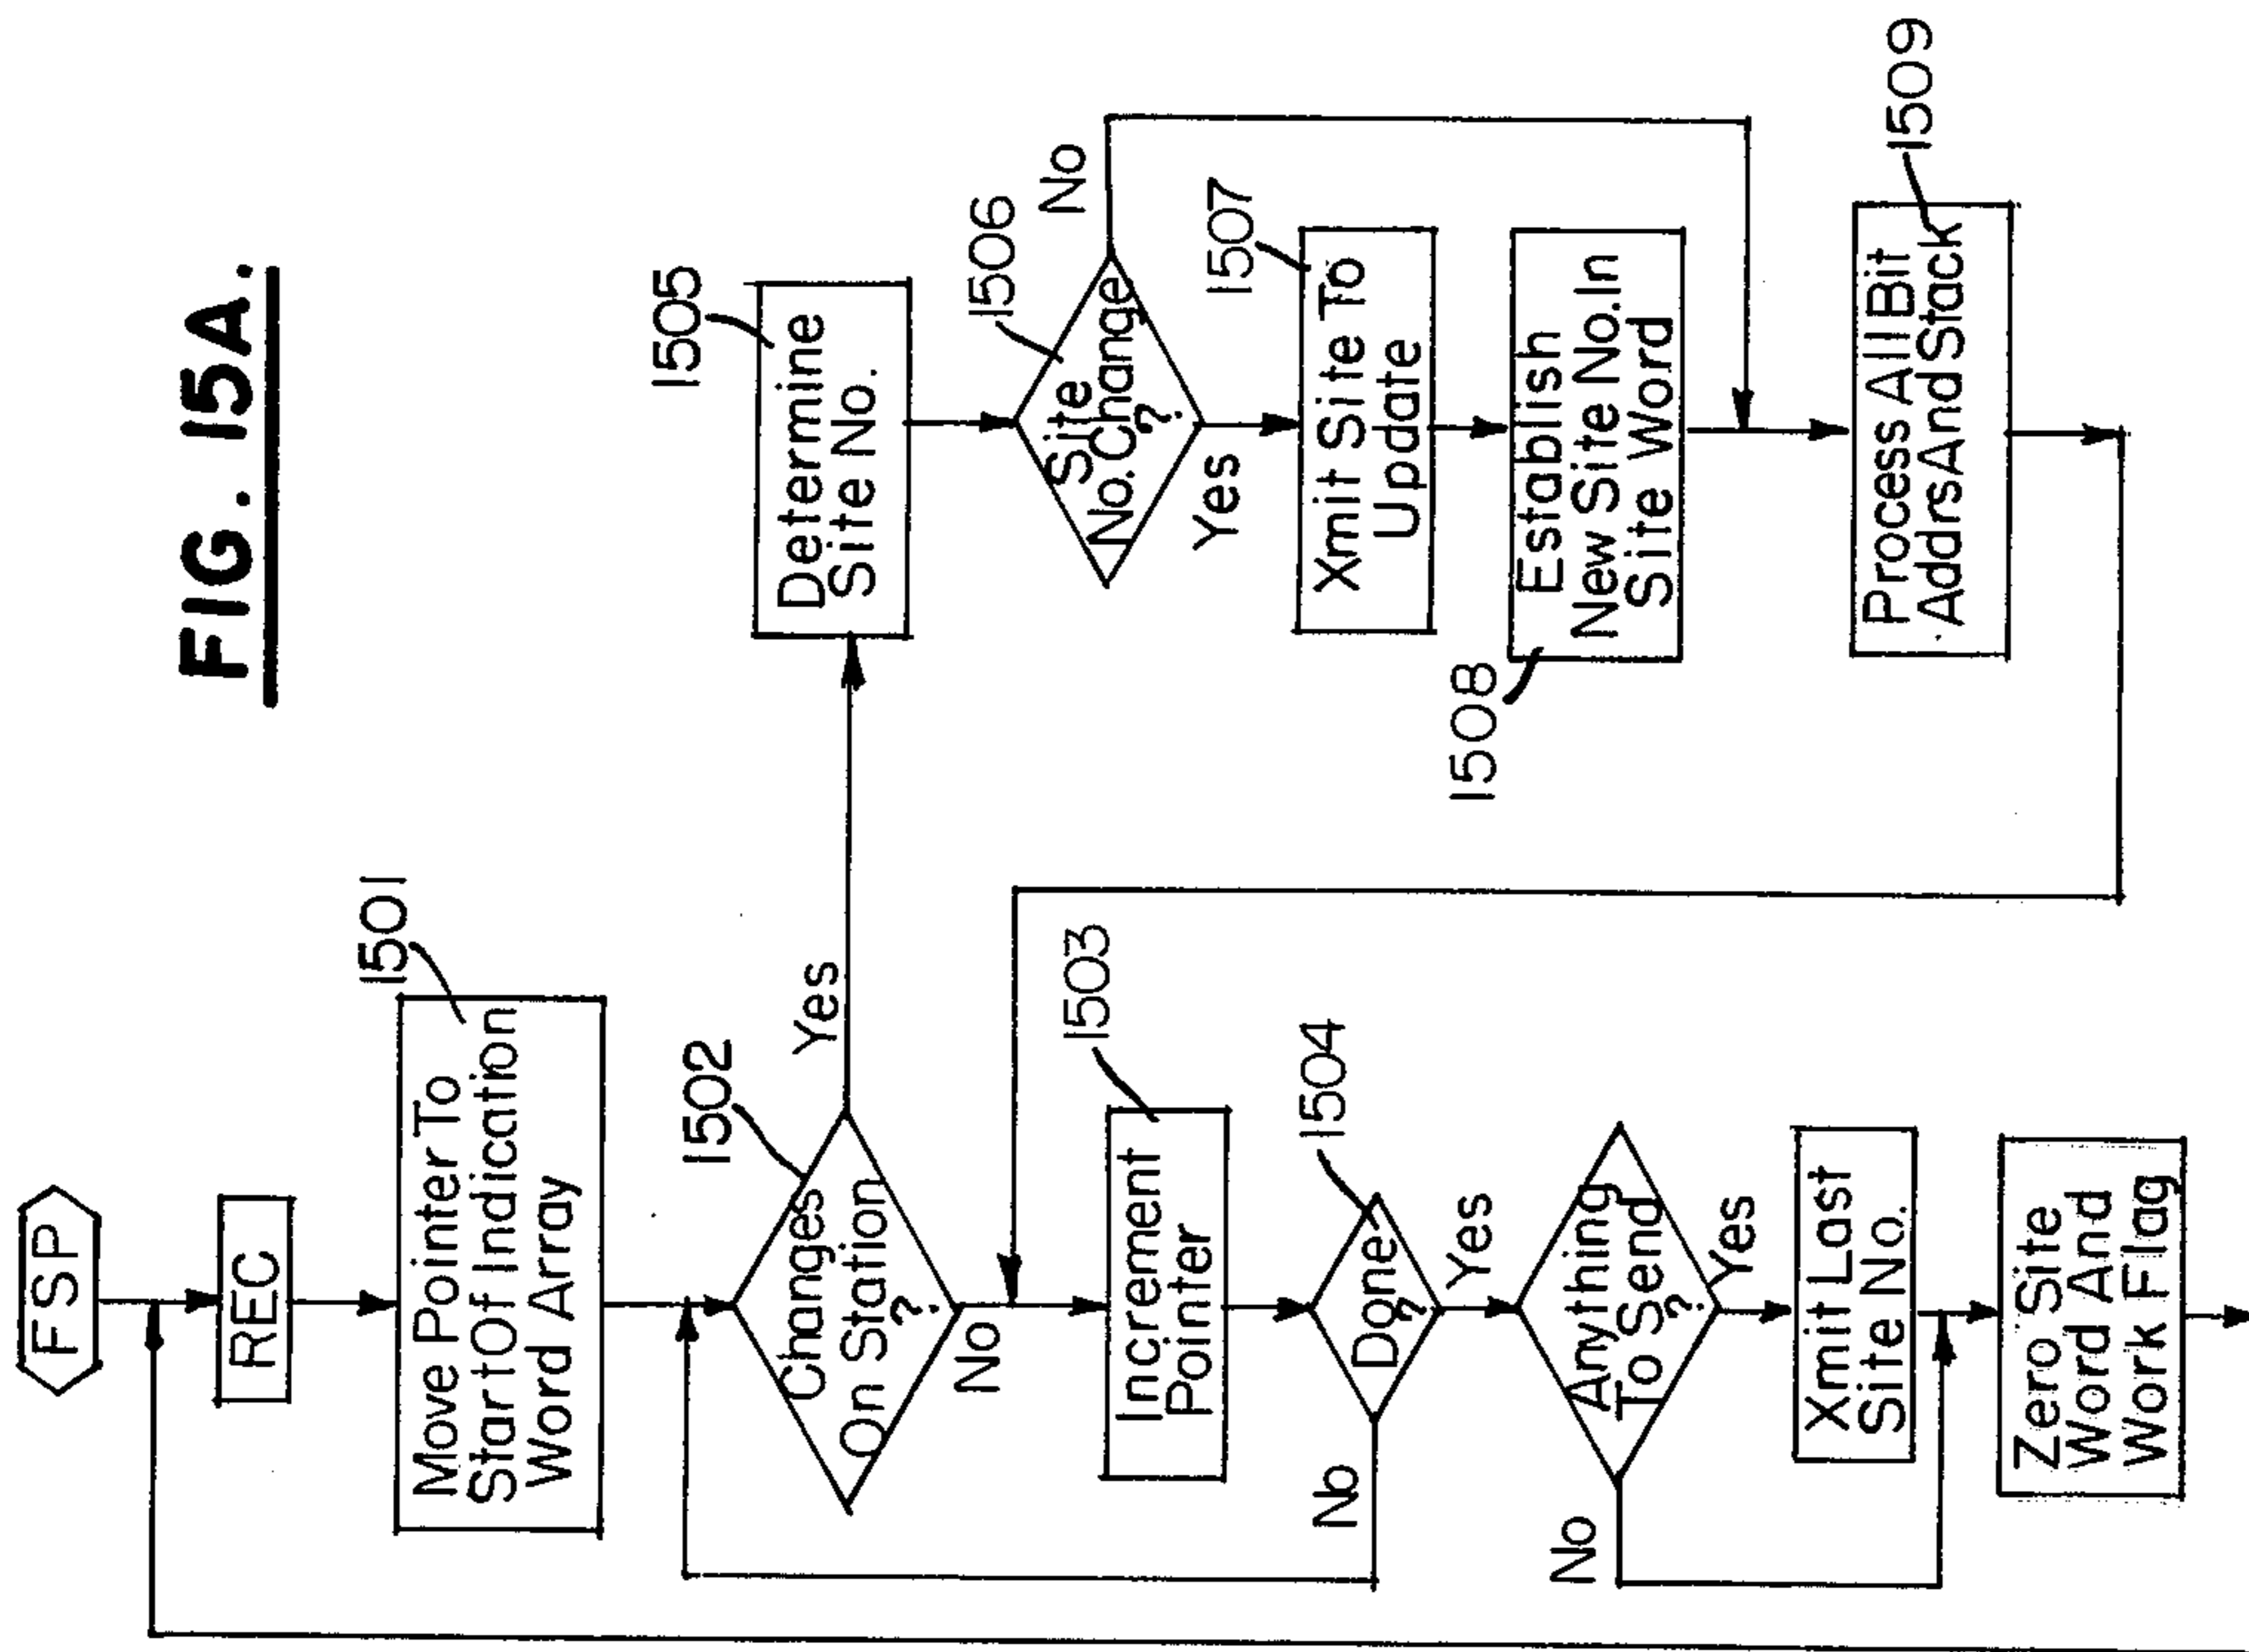 FIG. 15A.
FSP
REC
1501
Move Pointer To
Start Of Indication
Word Array
1502
Changes
On Station
?
Yes
No
1503
Increment
Pointer
1504
Done
?
No
Yes
Anything
To Send
?
No
Yes
Xmit Last
Site No.
Zero Site
Word And
Work Flag
1505
Determine
Site No.
1506
Site
No. Change
?
No
Yes
1507
Xmit Site To
Update
1508
Establish
New Site No. In
Site Word
1509
Process All Bit
Addrs And Stack